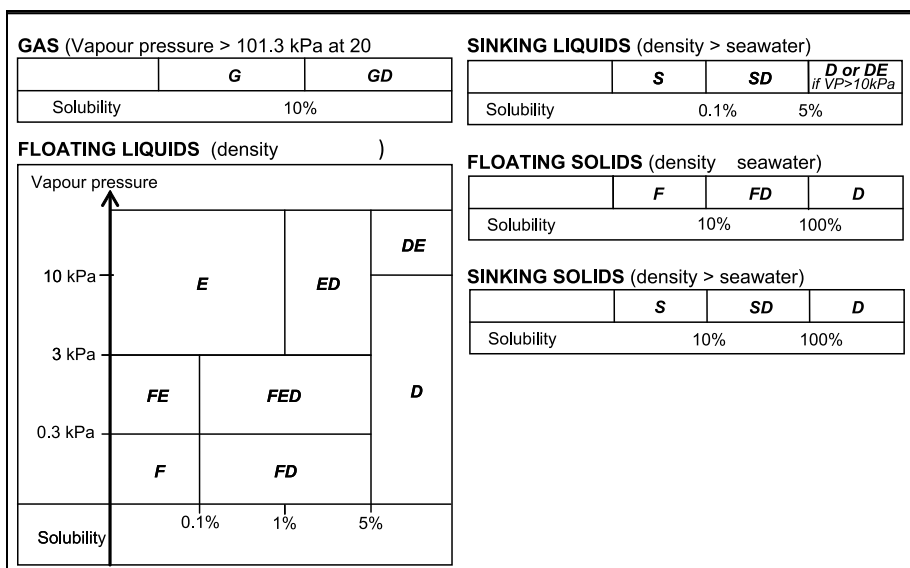 GAS (Vapour pressure > 101.3 kPa at 20
G GD
Solubility 10%
FLOATING LIQUIDS (density )
Vapour pressure
DE
10 kPa
E ED
3 kPa
FE FED D
0.3 kPa
F FD
0.1% 1% 5%
Solubility
SINKING LIQUIDS (density > seawater)
S SD D or DE
if VP>10kPa
Solubility 0.1% 5%
FLOATING SOLIDS (density seawater)
F FD D
Solubility 10% 100%
SINKING SOLIDS (density > seawater)
S SD D
Solubility 10% 100%